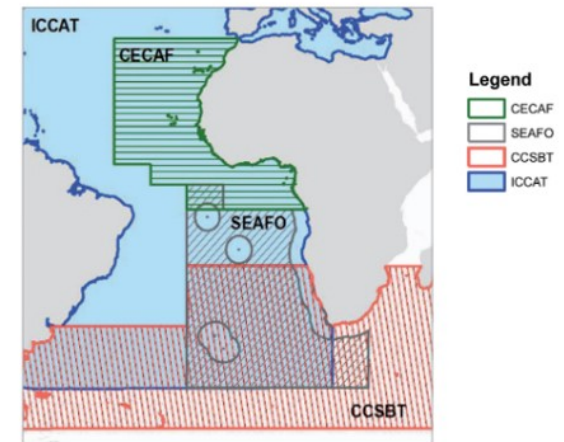 ICCAT
CECAF
SEAFO
CCSBT
Legend
CECAF
SEAFO
CCSBT
ICCAT